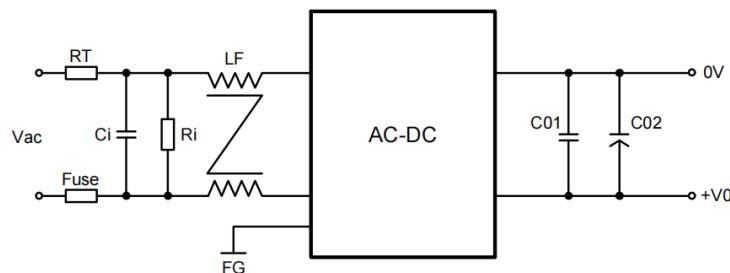 RT
LF
0V
Vac
Ci
Ri
AC-DC
C01
C02
Fuse
+V0
FG